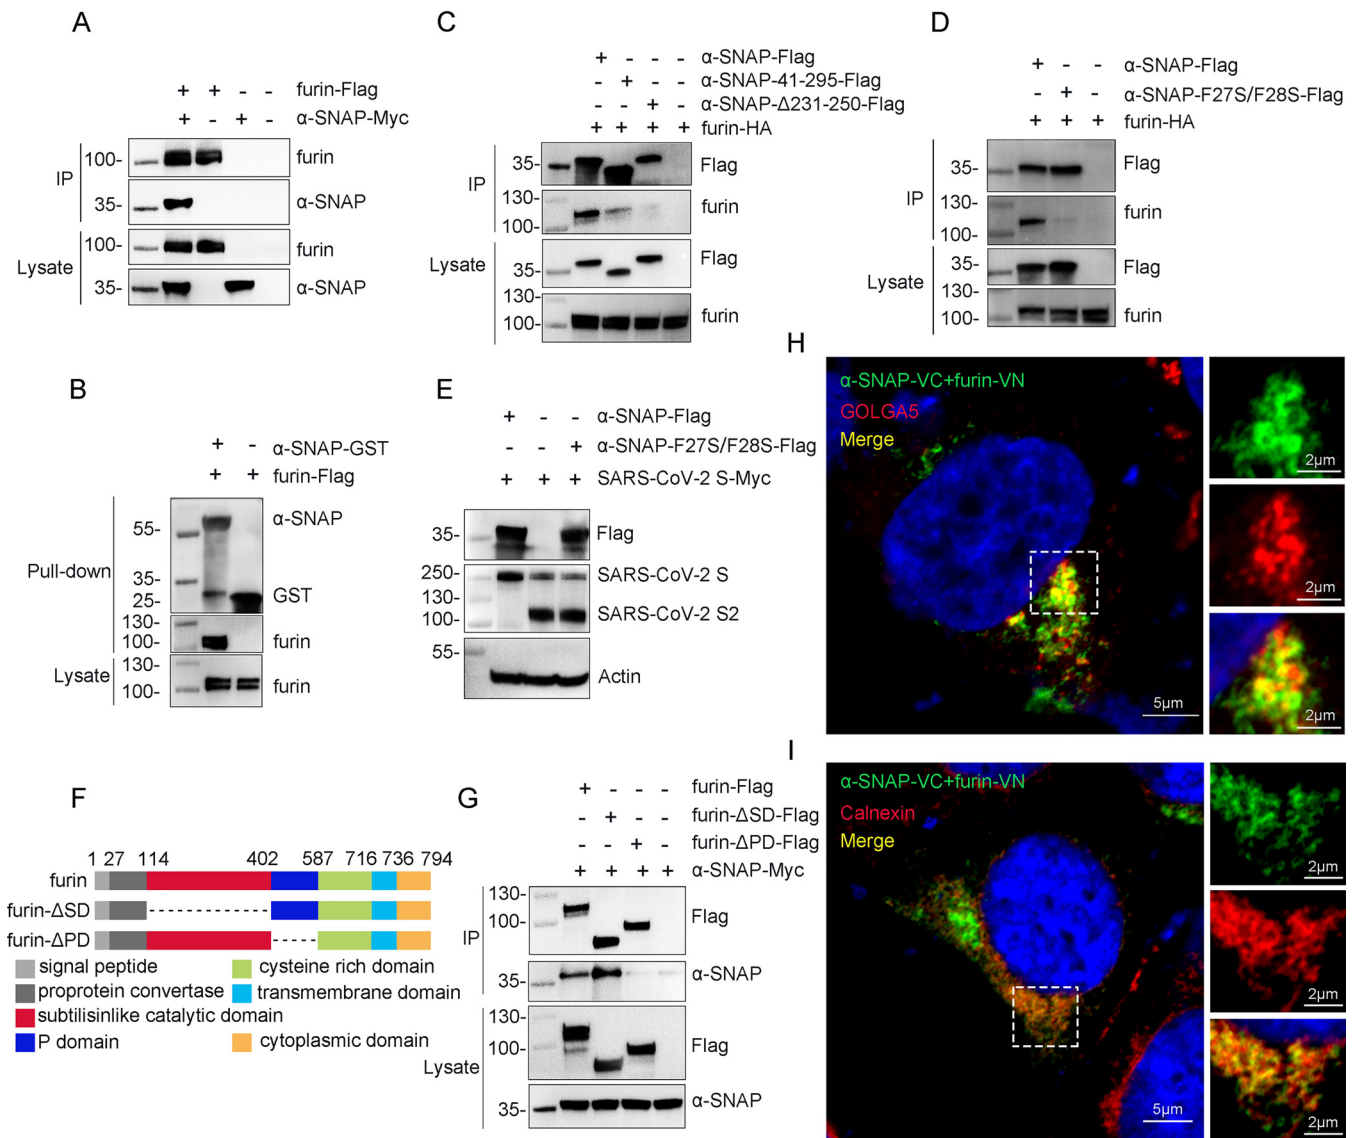 A
furin-Flag + + - -
α-SNAP-Myc + - + -
IP
100- furin
35- α-SNAP
Lysate
100- furin
35- α-SNAP
B
+ - α-SNAP-GST
+ + furin-Flag
Pull-down
55- α-SNAP
35-
25- GST
130-
100- furin
Lysate
130-
100- furin
C
+ - - - α-SNAP-Flag
- + - - α-SNAP-41-295-Flag
- - + - α-SNAP-Δ231-250-Flag
+ + + + furin-HA
IP
35- Flag
130-
100- furin
Lysate
35- Flag
130-
100- furin
D
+ - - α-SNAP-Flag
- + - α-SNAP-F27S/F28S-Flag
+ + + furin-HA
IP
35- Flag
furin
100-
Lysate
35- Flag
130-
100- furin
E
+ - - α-SNAP-Flag
- - + α-SNAP-F27S/F28S-Flag
+ + + SARS-CoV-2 S-Myc
35- Flag
250- SARS-CoV-2 S
130-
100- SARS-CoV-2 S2
55-
Actin
F
1 27 114 402 587 716 736 794
furin
furin-ΔSD
furin-ΔPD
signal peptide
cysteine rich domain
proprotein convertase
transmembrane domain
subtilisinlike catalytic domain
P domain
cytoplasmic domain
G
+ - - - furin-Flag
- + - - furin-ΔSD-Flag
- - + - furin-ΔPD-Flag
+ + + + α-SNAP-Myc
IP
130-
100- Flag
35- α-SNAP
Lysate
130-
100- Flag
35- α-SNAP
H
α-SNAP-VC+furin-VN
GOLGA5
Merge
5μm
2μm
2μm
2μm
I
α-SNAP-VC+furin-VN
Calnexin
Merge
5μm
2μm
2μm
2μm